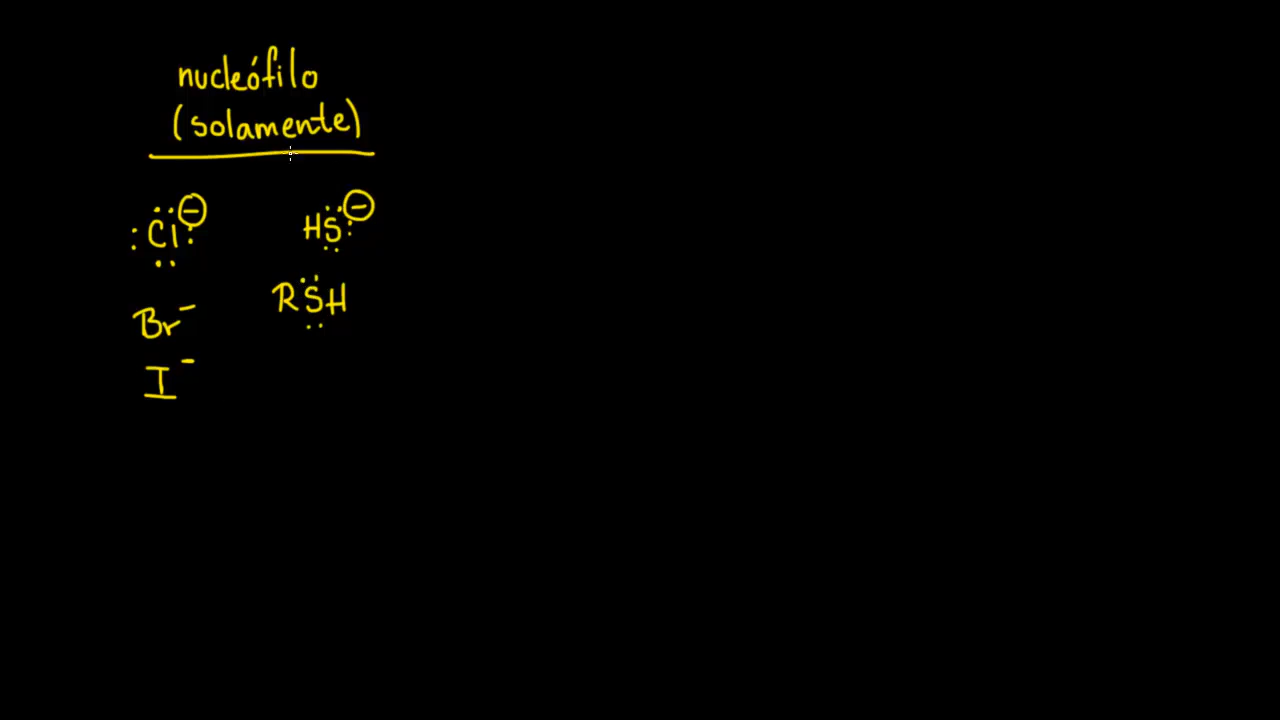 nucleófilo
(solamente)
:Cl:⊖ HS:⊖
Br⁻ RSH
I⁻